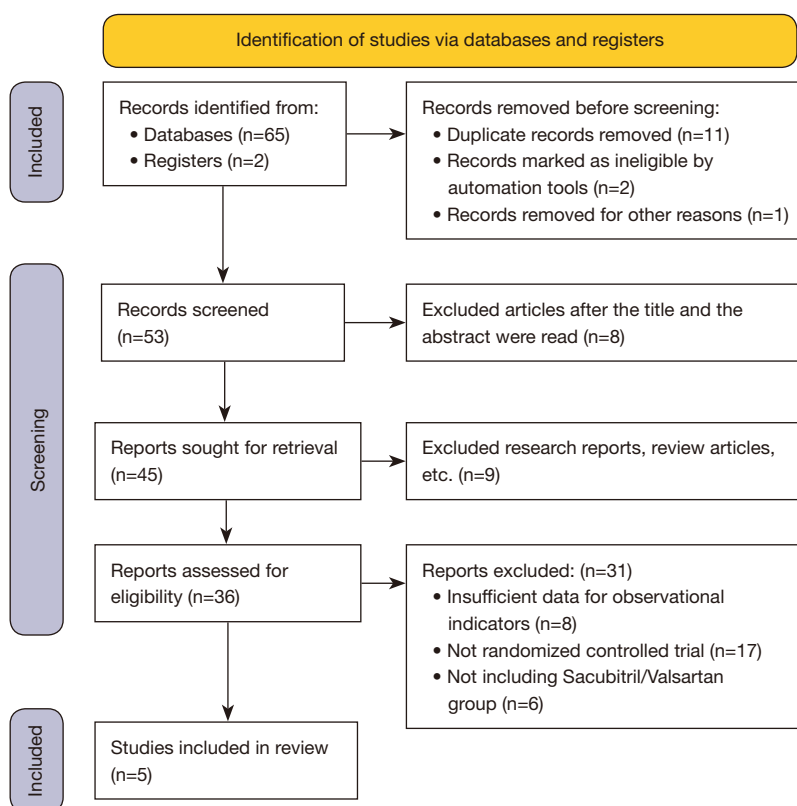 Identification of studies via databases and registers
Included
Records identified from:
• Databases (n=65)
• Registers (n=2)
Records removed before screening:
• Duplicate records removed (n=11)
• Records marked as ineligible by
automation tools (n=2)
• Records removed for other reasons (n=1)
Screening
Records screened
(n=53)
Excluded articles after the title and the
abstract were read (n=8)
Reports sought for retrieval
(n=45)
Excluded research reports, review articles,
etc. (n=9)
Reports assessed for
eligibility (n=36)
Reports excluded: (n=31)
• Insufficient data for observational
indicators (n=8)
• Not randomized controlled trial (n=17)
• Not including Sacubitril/Valsartan
group (n=6)
Included
Studies included in review
(n=5)